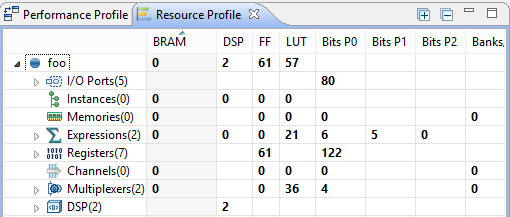 Performance Profile Resource Profile
BRAM DSP FF LUT Bits P0 Bits P1 Bits P2 Banks/
foo 0 2 61 57
I/O Ports(5) 80
Instances(0) 0 0 0 0
Memories(0) 0 0 0 6 0
Expressions(2) 0 0 0 21 6 5 0
Registers(7) 61 122
Channels(0) 0 0 0 0 0
Multiplexers(2) 0 0 36 4 0
DSP(2) 2